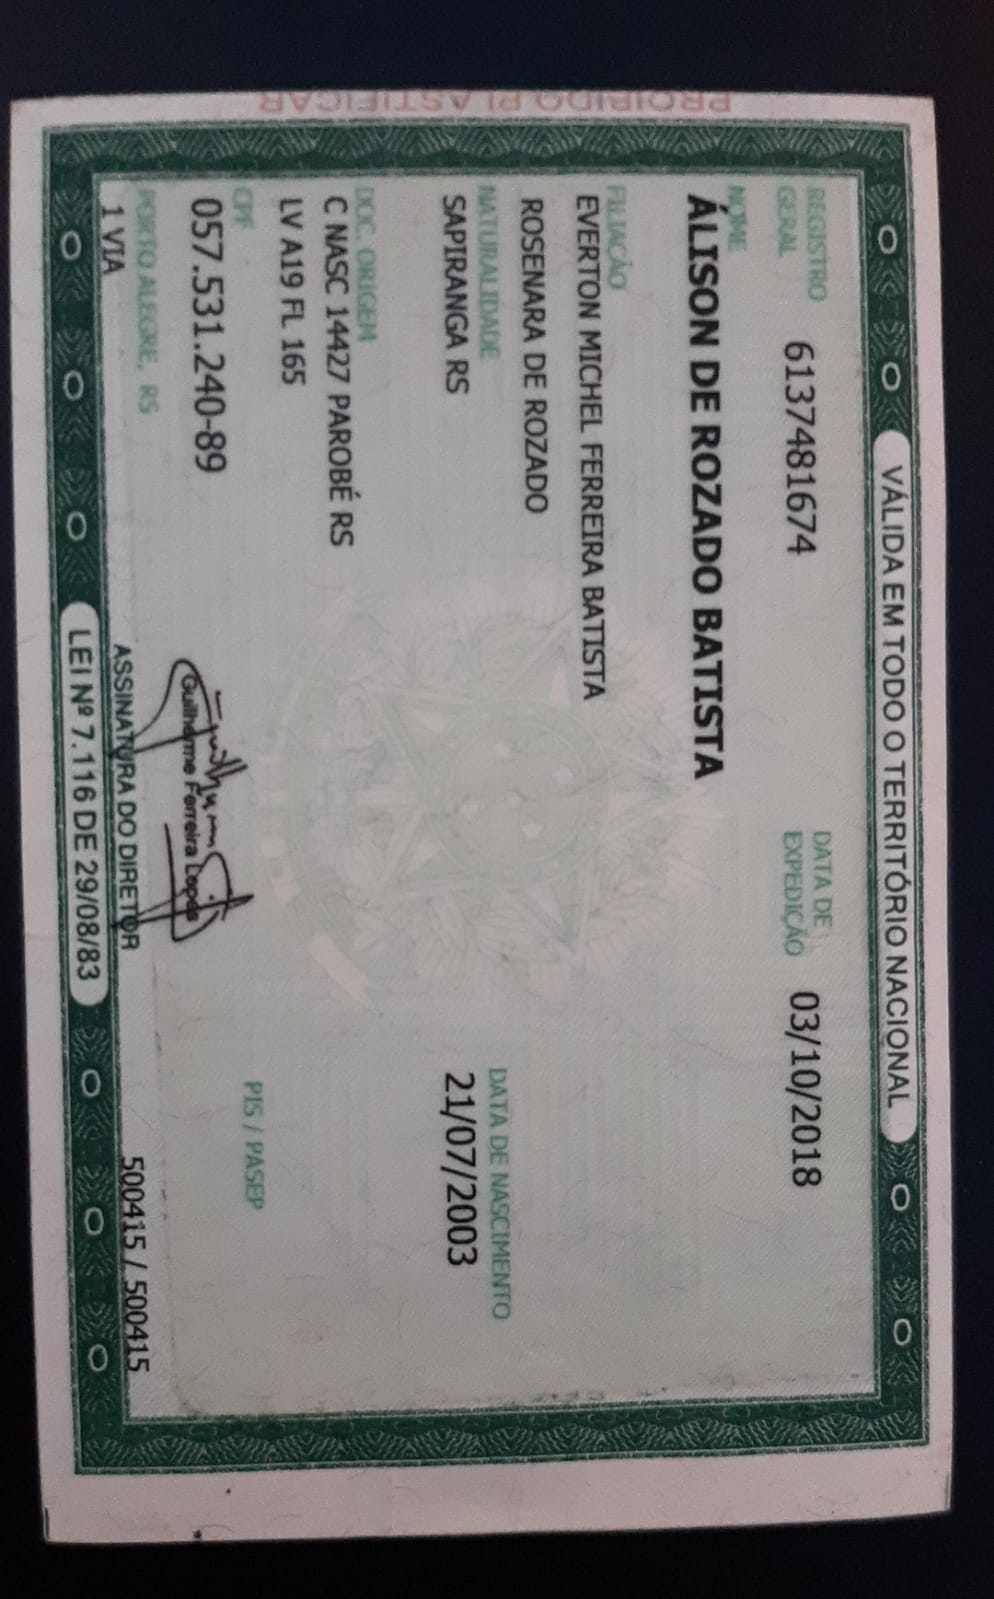 PROIBIDO PLASTIFICAR
VÁLIDA EM TODO O TERRITÓRIO NACIONAL
REGISTRO GERAL 6137481674 DATA DE EXPEDIÇÃO 03/10/2018
NOME
ÁLISON DE ROZADO BATISTA
FILIAÇÃO
EVERTON MICHEL FERREIRA BATISTA
ROSENARA DE ROZADO
NATURALIDADE DATA DE NASCIMENTO
SAPIRANGA RS 21/07/2003
DOC. ORIGEM
C NASC 14427 PAROBÉ RS
LV A19 FL 165
CPF PIS / PASEP
057.531.240-89
Guilherme Ferreira Lopes
PORTO ALEGRE, RS
1 VIA ASSINATURA DO DIRETOR 500415 / 500415
LEI Nº 7.116 DE 29/08/83